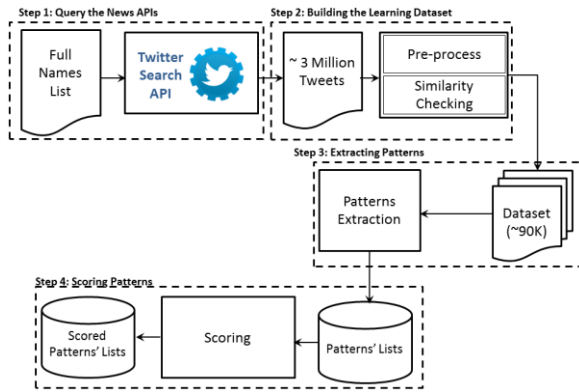 Step 1: Query the News APIs
Full
Names
List
Twitter
Search
API
Step 2: Building the Learning Dataset
~ 3 Million
Tweets
Pre-process
Similarity
Checking
Step 3: Extracting Patterns
Patterns
Extraction
Dataset
(~90K)
Step 4: Scoring Patterns
Scored
Patterns' Lists
Scoring
Patterns' Lists